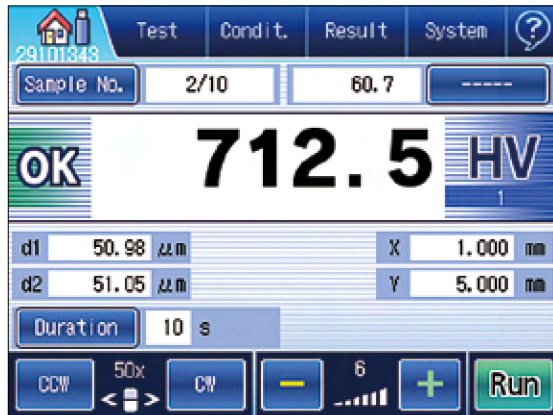 Test Condit. Result System ?
29101343
Sample No. 2/10 60.7 -----
OK 712.5 HV
1
d1 50.98 μm X 1.000 mm
d2 51.05 μm Y 5.000 mm
Duration 10 s
CCW 50x CW − 6 + Run
< >